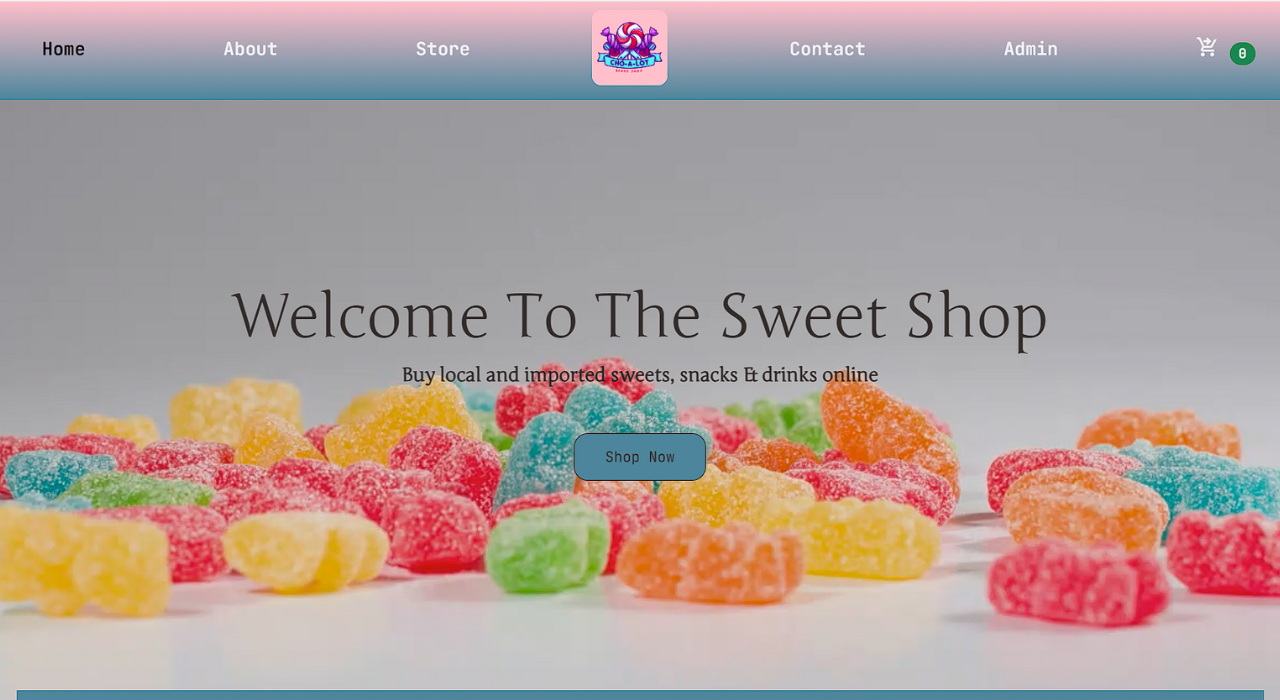 Home
About
Store
CHO-A-LOT
Contact
Admin
0
Welcome To The Sweet Shop
Buy local and imported sweets, snacks & drinks online
Shop Now